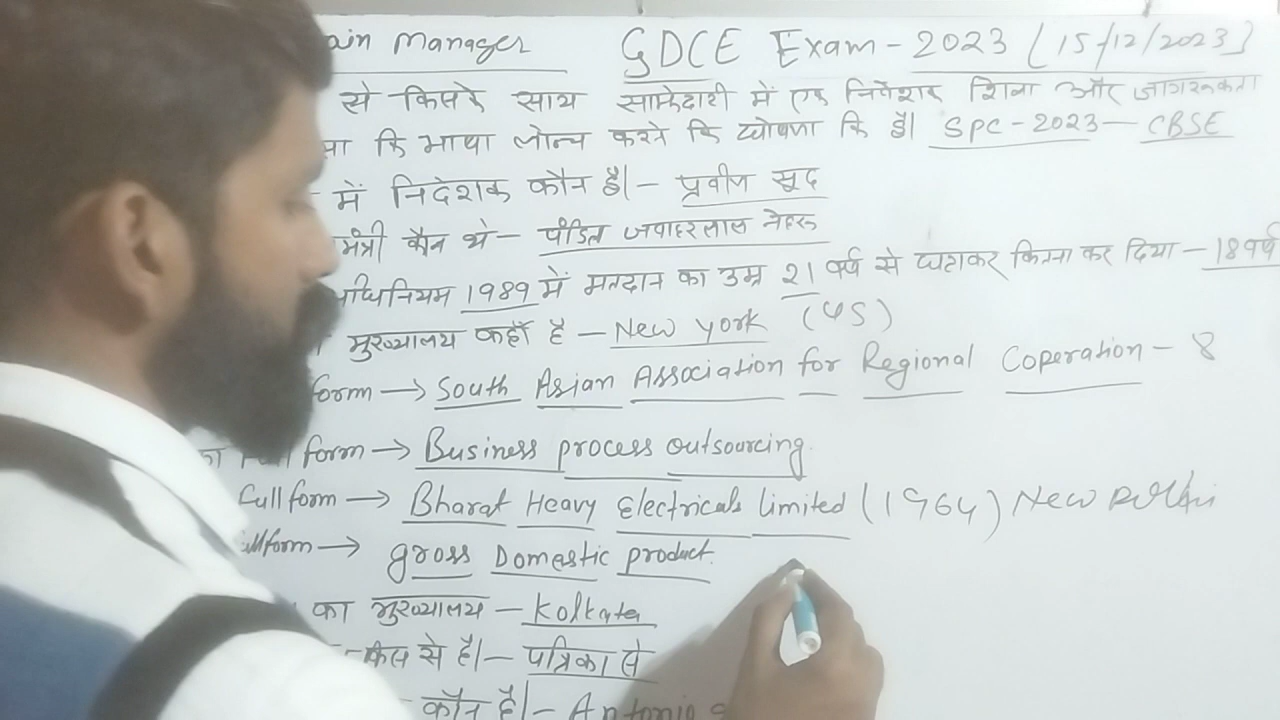 ain Manager GDCE Exam - 2023 (15/12/2023)
से किसके साथ साझेदारी में एक निवेशक शिक्षा और जागरूकता
कि भाषा लोन्च करने कि घोषणा कि है। SPC - 2023 — CBSE
में निदेशक कौन है। — प्रवीण सूद
मंत्री कौन थे — पंडित जवाहरलाल नेहरू
धिनियम 1989 में मतदान का उम्र 21 वर्ष से घटाकर कितना कर दिया — 18 वर्ष
मुख्यालय कहाँ है — New York (US)
form → South Asian Association for Regional Coperation - 8
का Full form → Business process outsourcing.
Full form → Bharat Heavy Electricals limited (1964) New Delhi
ullform → gross Domestic product.
का मुख्यालय — Kolkata
किस से है। — पत्रिका से
कौन है। — Antonio